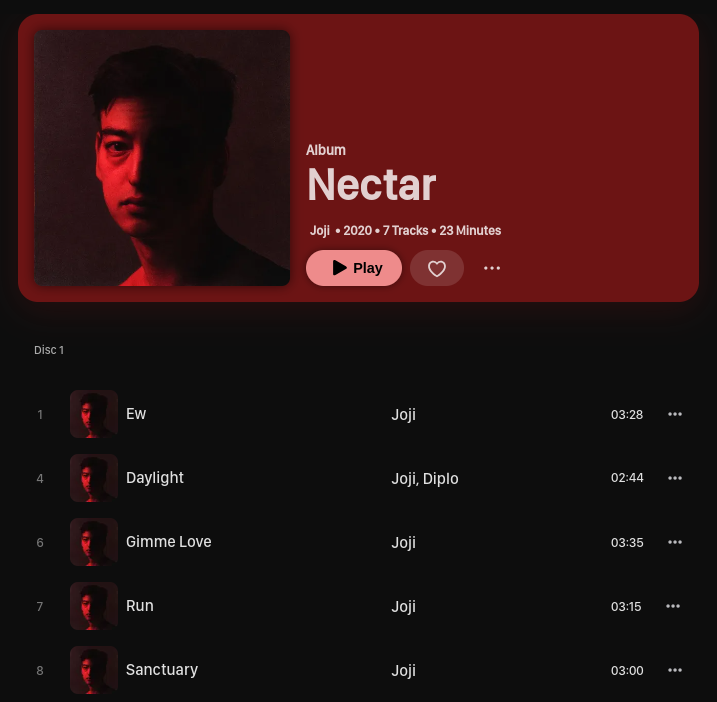 Album
Nectar
Joji • 2020 • 7 Tracks • 23 Minutes
Play
Disc 1
1 Ew Joji 03:28
4 Daylight Joji, Diplo 02:44
6 Gimme Love Joji 03:35
7 Run Joji 03:15
8 Sanctuary Joji 03:00